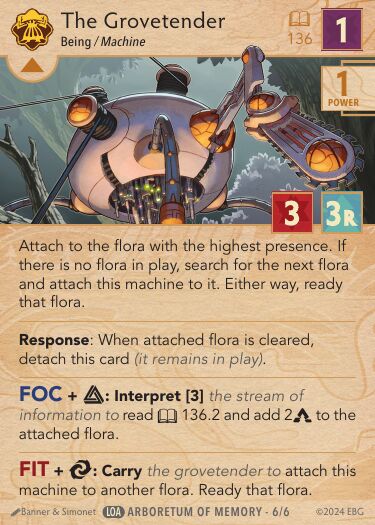 The Grovetender
Being / Machine
136
1
1
POWER
3
3R
Attach to the flora with the highest presence. If
there is no flora in play, search for the next flora
and attach this machine to it. Either way, ready
that flora.
Response: When attached flora is cleared,
detach this card (it remains in play).
FOC + : Interpret [3] the stream of
information to read 136.2 and add 2 to the
attached flora.
FIT + : Carry the grovetender to attach this
machine to another flora. Ready that flora.
Banner & Simonet LOA ARBORETUM OF MEMORY - 6/6 ©2024 EBG